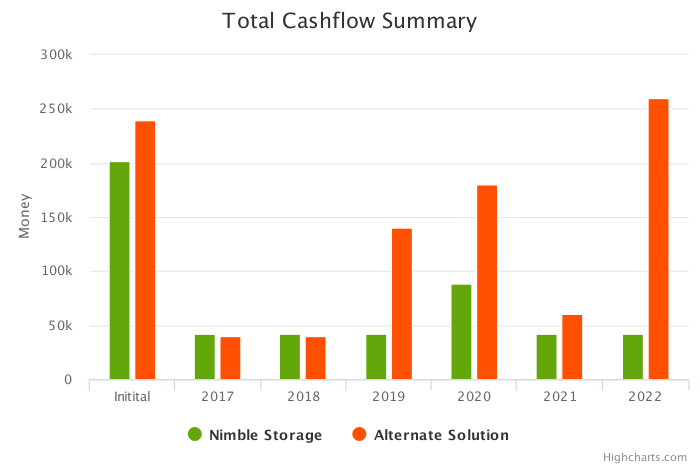 Total Cashflow Summary
300k
250k
200k
150k
100k
50k
0
Money
Initital
2017
2018
2019
2020
2021
2022
Nimble Storage
Alternate Solution
Highcharts.com